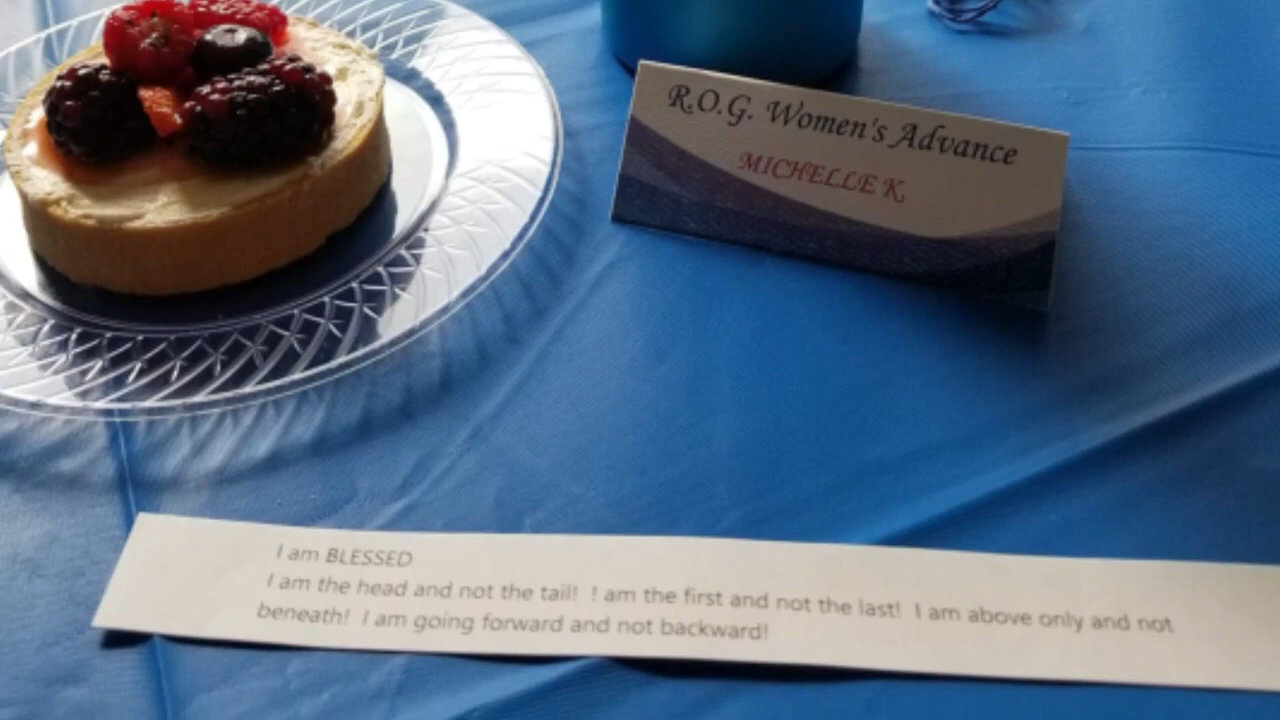 R.O.G. Women's Advance
MICHELLE K.
I am BLESSED
I am the head and not the tail! ! am the first and not the last! I am above only and not
beneath! I am going forward and not backward!